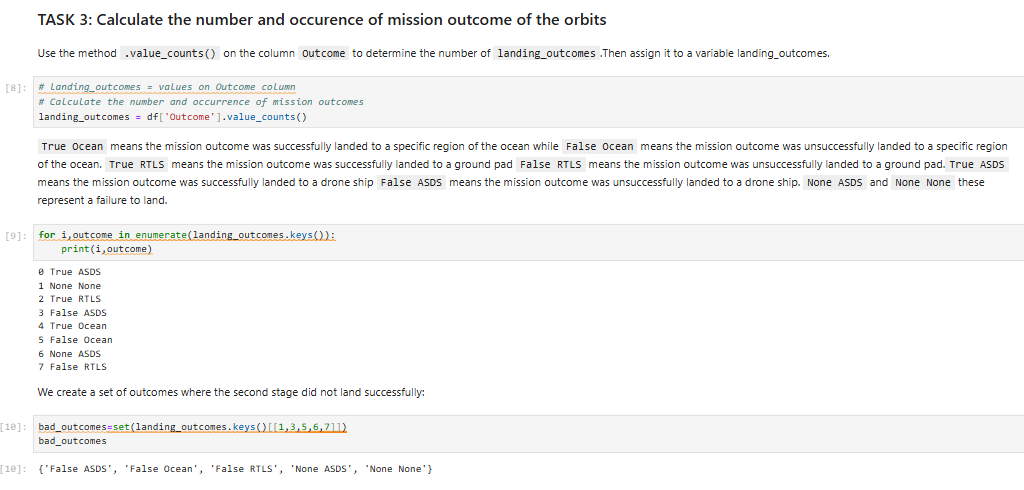 TASK 3: Calculate the number and occurence of mission outcome of the orbits
Use the method .value_counts() on the column Outcome to determine the number of landing_outcomes .Then assign it to a variable landing_outcomes.
[8]: # landing_outcomes = values on Outcome column
# Calculate the number and occurrence of mission outcomes
landing_outcomes = df['Outcome'].value_counts()
True Ocean means the mission outcome was successfully landed to a specific region of the ocean while False Ocean means the mission outcome was unsuccessfully landed to a specific region
of the ocean. True RTLS means the mission outcome was successfully landed to a ground pad False RTLS means the mission outcome was unsuccessfully landed to a ground pad. True ASDS
means the mission outcome was successfully landed to a drone ship False ASDS means the mission outcome was unsuccessfully landed to a drone ship. None ASDS and None None these
represent a failure to land.
[9]: for i,outcome in enumerate(landing_outcomes.keys()):
print(i,outcome)
0 True ASDS
1 None None
2 True RTLS
3 False ASDS
4 True Ocean
5 False Ocean
6 None ASDS
7 False RTLS
We create a set of outcomes where the second stage did not land successfully:
[10]: bad_outcomes=set(landing_outcomes.keys()[[1,3,5,6,7]])
bad_outcomes
[10]: {'False ASDS', 'False Ocean', 'False RTLS', 'None ASDS', 'None None'}